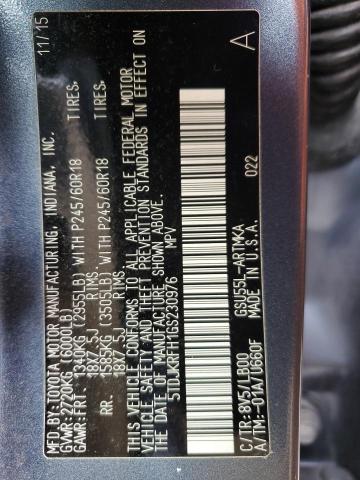 MFD. BY: TOYOTA MOTOR MANUFACTURING, INDIANA, INC. 11/15
GVWR: 2720KG (6000LB)
GAWR: FRT. 1340KG (2955LB) WITH P245/60R18 TIRES,
18X7.5J RIMS,
RR. 1585KG (3505LB) WITH P245/60R18 TIRES,
18X7.5J RIMS,
THIS VEHICLE CONFORMS TO ALL APPLICABLE FEDERAL MOTOR
VEHICLE SAFETY AND THEFT PREVENTION STANDARDS IN EFFECT ON
THE DATE OF MANUFACTURE SHOWN ABOVE.
5TDJKRFH1GS230976 MPV
022 A
C/TR: 8V5/LB00 GSU55L-ARTMKA
A/TM: -01A/U660F MADE IN U.S.A.